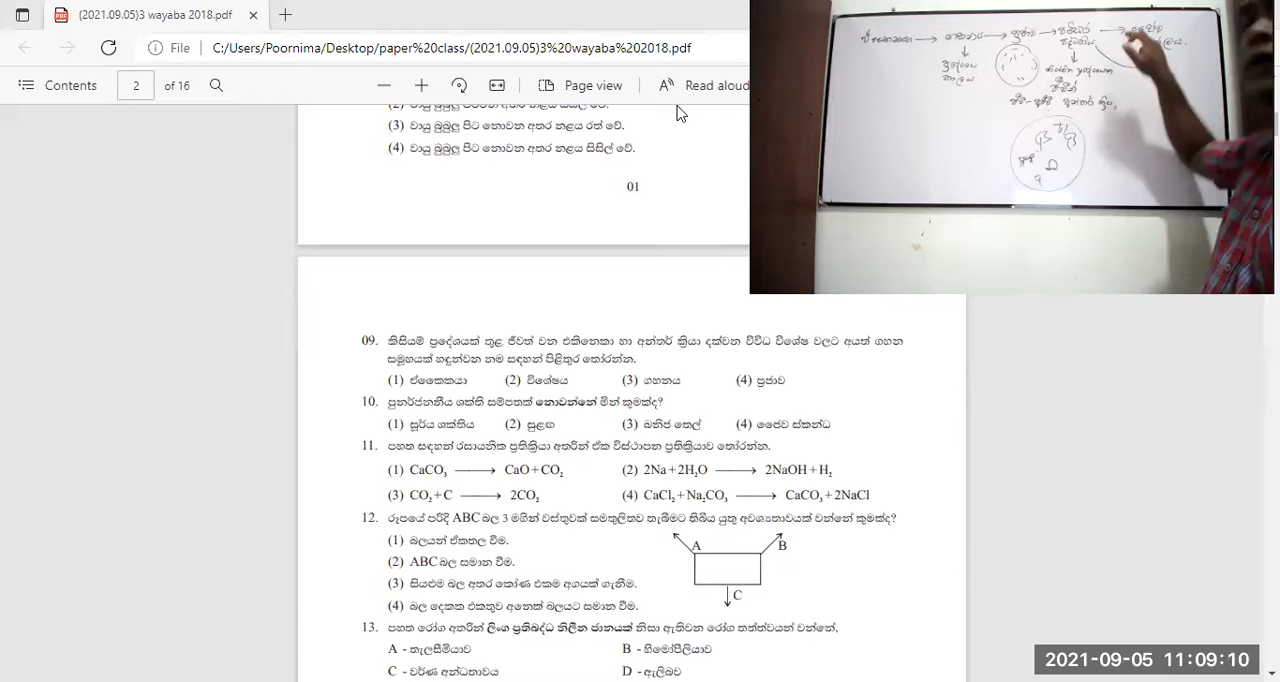 (2021.09.05)3 wayaba 2018.pdf
File C:/Users/Poornima/Desktop/paper%20class/(2021.09.05)3%20wayaba%202018.pdf
Contents 2 of 16 Page view Read aloud
(3) වායු බුබුලු පිට නොවන අතර නළය රත් වේ.
(4) වායු බුබුලු පිට නොවන අතර නළය සිසිල් වේ.
01
09. කිසියම් ප්‍රදේශයක් තුළ ජීවත් වන එකිනෙකා හා අන්තර් ක්‍රියා දක්වන විවිධ විශේෂ වලට අයත් ගහන
සමූහයක් හඳුන්වන නම සඳහන් පිළිතුර තෝරන්න.
(1) ඒකෛකයා (2) විශේෂය (3) ගහනය (4) ප්‍රජාව
10. පුනර්ජනනීය ශක්ති සම්පතක් නොවන්නේ මින් කුමක්ද?
(1) සූර්ය ශක්තිය (2) සුළඟ (3) ඛනිජ තෙල් (4) ජෛව ස්කන්ධ
11. පහත සඳහන් රසායනික ප්‍රතික්‍රියා අතරින් ඒක විස්ථාපන ප්‍රතික්‍රියාව තෝරන්න.
(1) CaCO₃ ⟶ CaO + CO₂ (2) 2Na + 2H₂O ⟶ 2NaOH + H₂
(3) CO₂ + C ⟶ 2CO₂ (4) CaCl₂ + Na₂CO₃ ⟶ CaCO₃ + 2NaCl
12. රූපයේ පරිදි ABC බල 3 මගින් වස්තුවක් සමතුලිතව තැබීමට තිබිය යුතු අවශ්‍යතාවයක් වන්නේ කුමක්ද?
(1) බලයන් ඒකතල වීම.
(2) ABC බල සමාන වීම.
(3) සියළුම බල අතර කෝණ එකම අගයක් ගැනීම.
(4) බල දෙකක එකතුව අනෙක් බලයට සමාන වීම.
A B
C
13. පහත රෝග අතරින් ලිංග ප්‍රතිබද්ධ නිලීන ජානයක් නිසා ඇතිවන රෝග තත්ත්වයන් වන්නේ,
A - තැලසීමියාව B - හිමෝපීලියාව
C - වර්ණ අන්ධතාවය D - ඇලිබව
2021-09-05 11:09:10